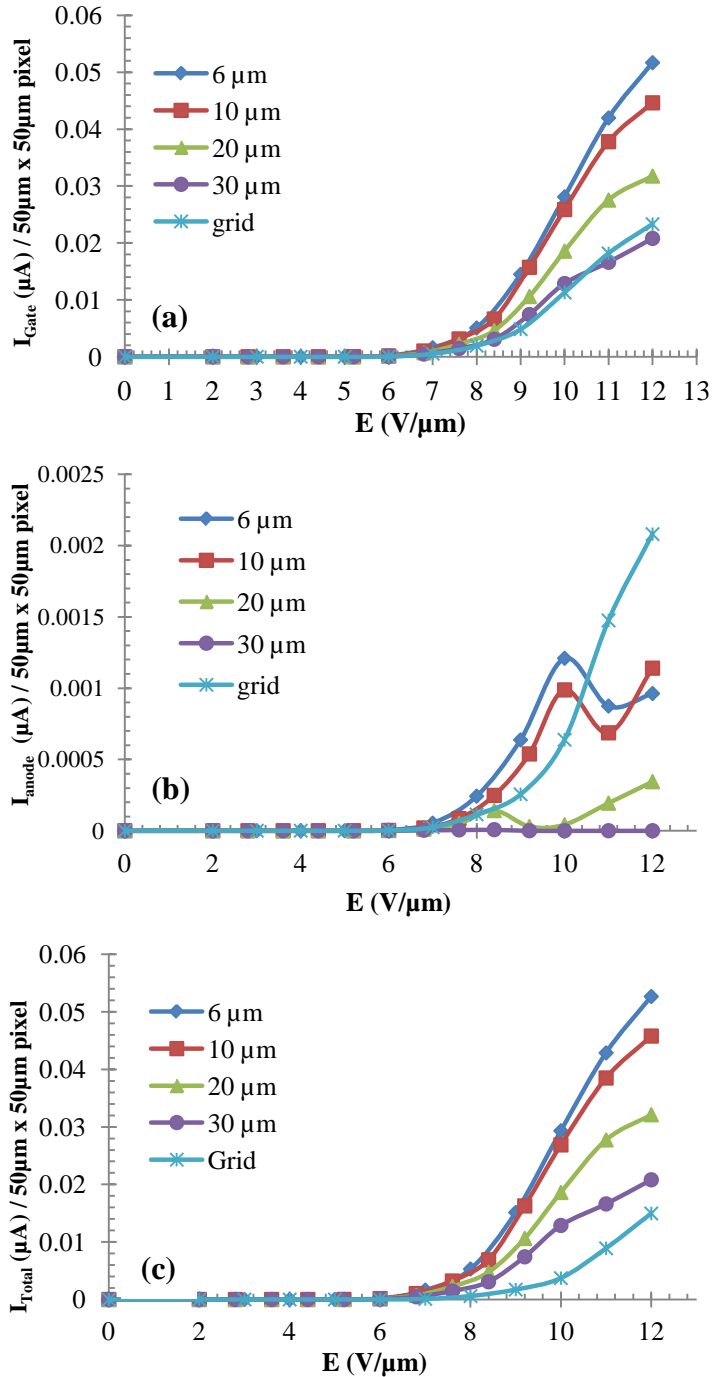 0.06
0.05
0.04
0.03
0.02
0.01
0
I_Gate (µA) / 50µm x 50µm pixel
6 µm
10 µm
20 µm
30 µm
grid
(a)
0 1 2 3 4 5 6 7 8 9 10 11 12 13
E (V/µm)
0.0025
0.002
0.0015
0.001
0.0005
0
I_anode (µA) / 50µm x 50µm pixel
6 µm
10 µm
20 µm
30 µm
grid
(b)
0 2 4 6 8 10 12
E (V/µm)
0.06
0.05
0.04
0.03
0.02
0.01
0
I_Total (µA) / 50µm x 50µm pixel
6 µm
10 µm
20 µm
30 µm
Grid
(c)
0 2 4 6 8 10 12
E (V/µm)